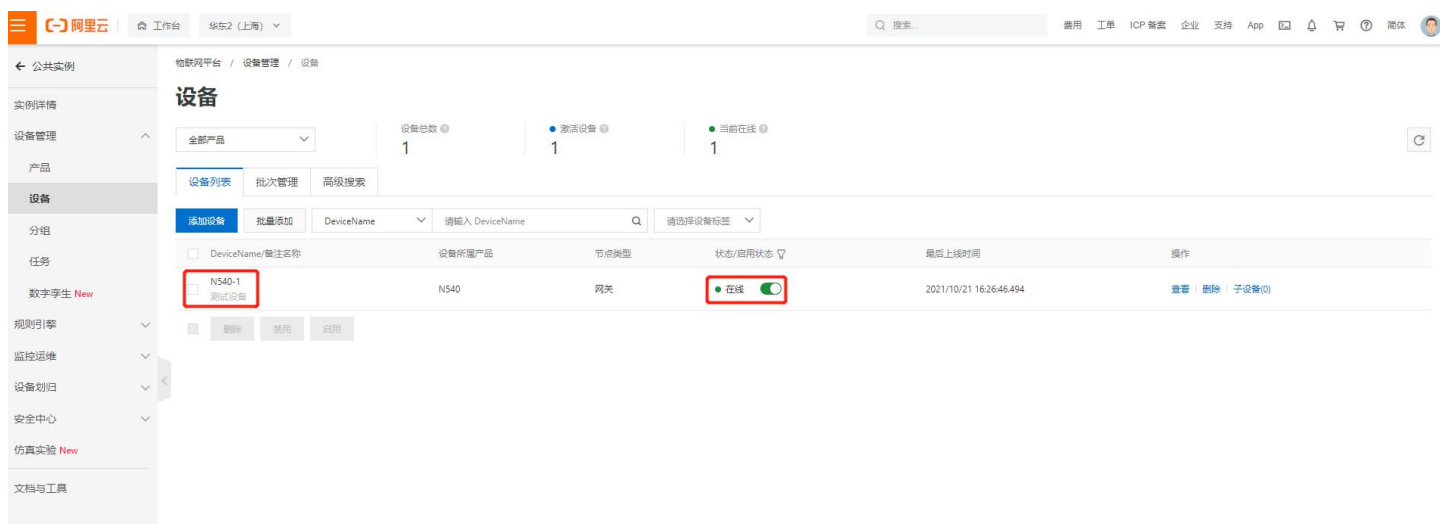 阿里云 工作台 华东2（上海） 搜索... 费用 工单 ICP 备案 企业 支持 App 简体
公共实例
物联网平台 / 设备管理 / 设备
设备
实例详情
设备管理
产品
设备
分组
任务
数字孪生 New
规则引擎
监控运维
设备划归
安全中心
仿真实验 New
文档与工具
全部产品
设备总数
1
激活设备
1
当前在线
1
设备列表 批次管理 高级搜索
添加设备 批量添加 DeviceName 请输入 DeviceName 请选择设备标签
DeviceName/备注名称 设备所属产品 节点类型 状态/启用状态 最后上线时间 操作
N540-1
测试设备
N540 网关 在线 2021/10/21 16:26:46.494 查看 删除 子设备(0)
删除 禁用 启用